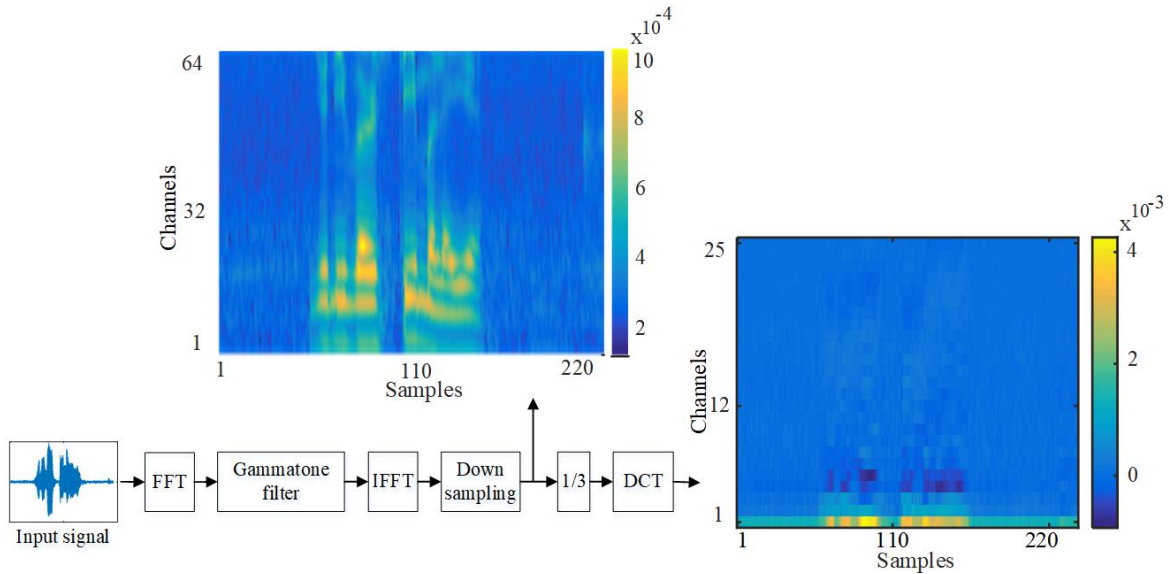 x10-4
64
32
1
Channels
1
110
220
Samples
10
8
6
4
2
x10-3
25
12
1
Channels
1
110
220
Samples
4
2
0
Input signal
FFT
Gammatone
filter
IFFT
Down
sampling
1/3
DCT